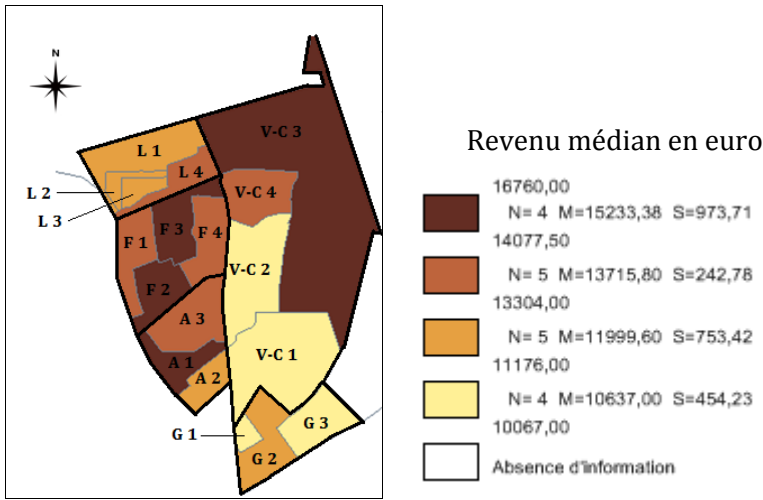 N
V-C 3
L 1
L 4
V-C 4
L 2
L 3
F 3
F 1
F 4
V-C 2
F 2
A 3
V-C 1
A 1
A 2
G 3
G 1
G 2
Revenu médian en euro
16760,00
N= 4 M=15233,38 S=973,71
14077,50
N= 5 M=13715,80 S=242,78
13304,00
N= 5 M=11999,60 S=753,42
11176,00
N= 4 M=10637,00 S=454,23
10067,00
Absence d'information